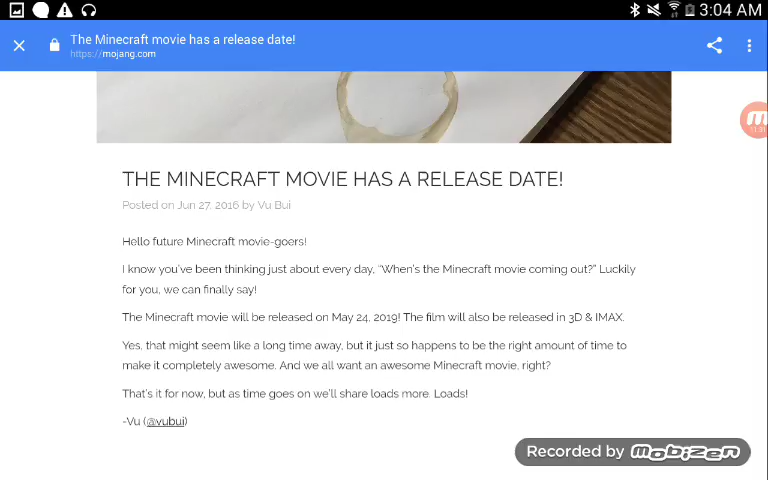 3:04 AM
The Minecraft movie has a release date!
https://mojang.com
11:31
THE MINECRAFT MOVIE HAS A RELEASE DATE!
Posted on Jun 27, 2016 by Vu Bui
Hello future Minecraft movie-goers!
I know you've been thinking just about every day, “When's the Minecraft movie coming out?” Luckily
for you, we can finally say!
The Minecraft movie will be released on May 24, 2019! The film will also be released in 3D & IMAX.
Yes, that might seem like a long time away, but it just so happens to be the right amount of time to
make it completely awesome. And we all want an awesome Minecraft movie, right?
That's it for now, but as time goes on we'll share loads more. Loads!
-Vu (@vubui)
Recorded by mobizen